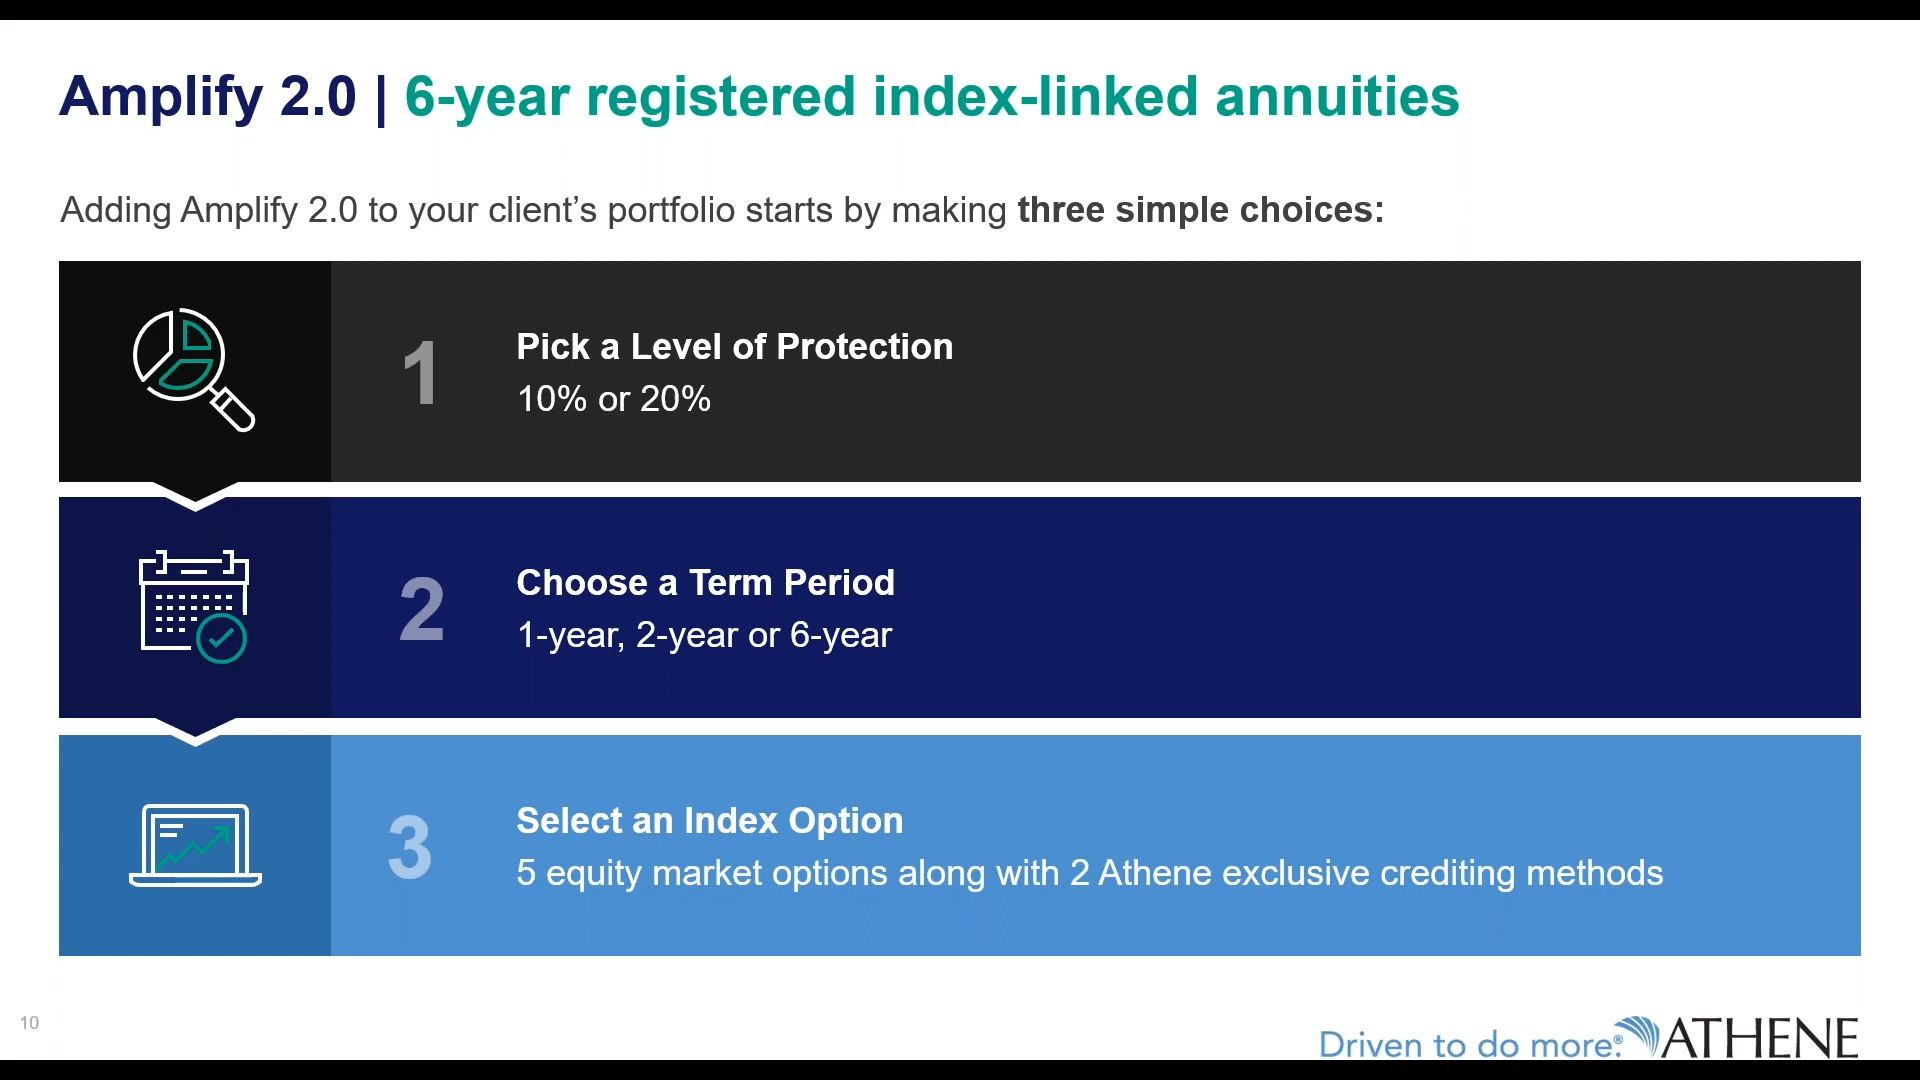 Amplify 2.0 | 6-year registered index-linked annuities
Adding Amplify 2.0 to your client’s portfolio starts by making three simple choices:
1
Pick a Level of Protection
10% or 20%
2
Choose a Term Period
1-year, 2-year or 6-year
3
Select an Index Option
5 equity market options along with 2 Athene exclusive crediting methods
10
Driven to do more.® ATHENE